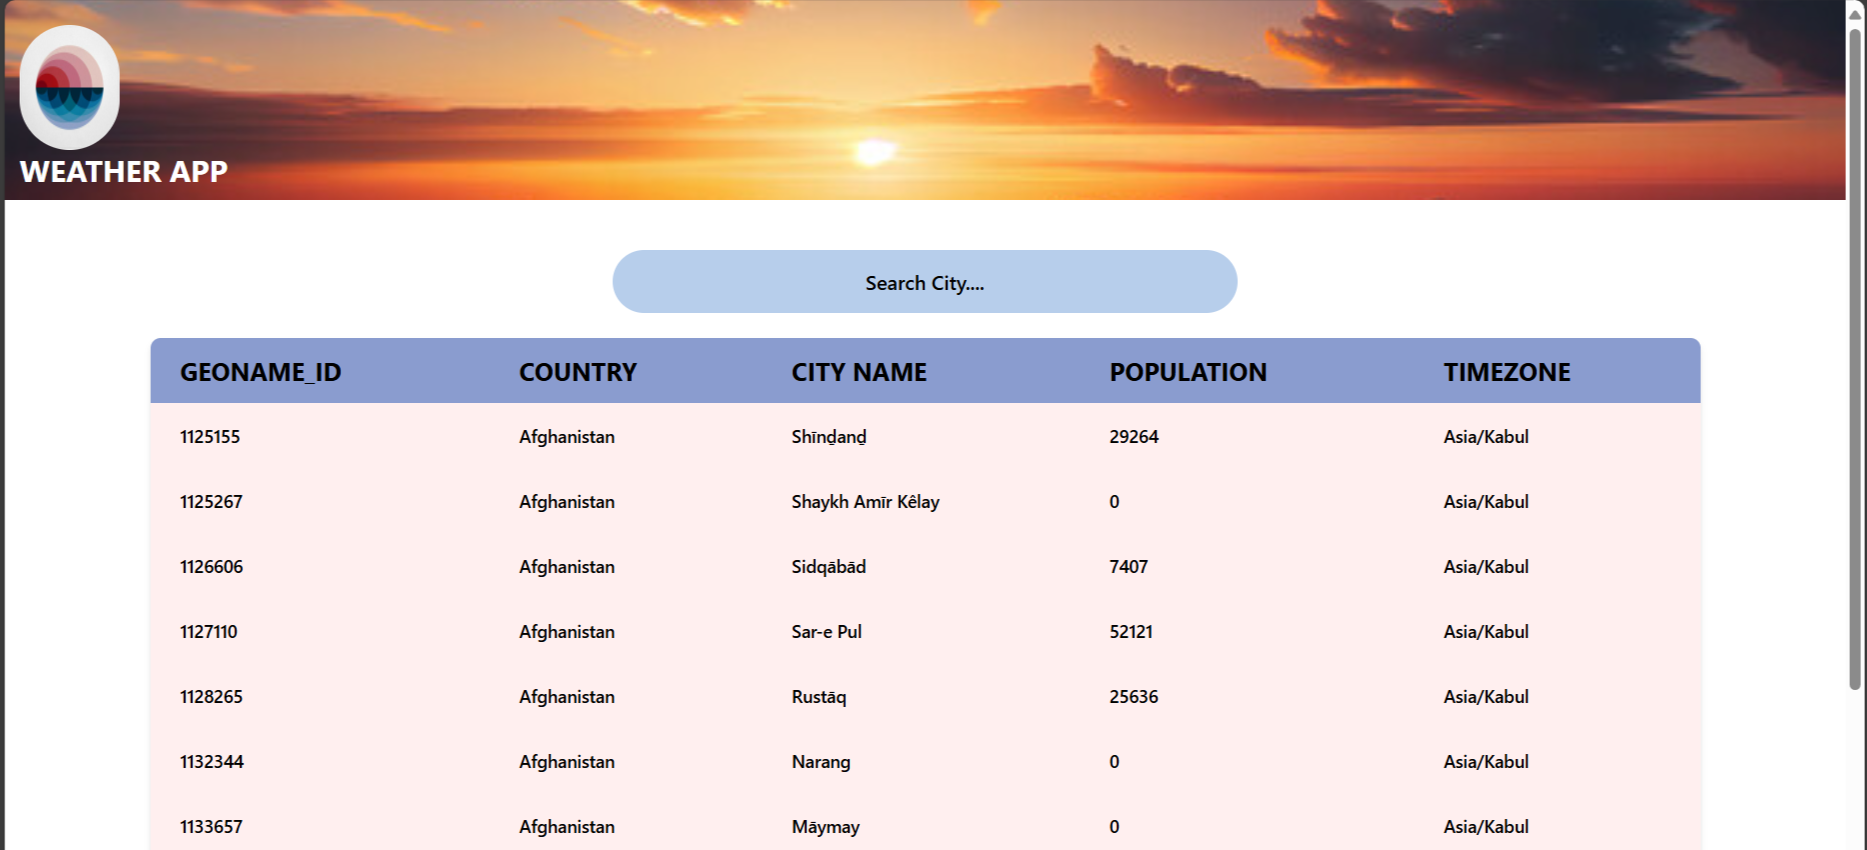 WEATHER APP
Search City....
GEONAME_ID COUNTRY CITY NAME POPULATION TIMEZONE
1125155 Afghanistan Shīnḏanḏ 29264 Asia/Kabul
1125267 Afghanistan Shaykh Amīr Kêlay 0 Asia/Kabul
1126606 Afghanistan Sidqābād 7407 Asia/Kabul
1127110 Afghanistan Sar-e Pul 52121 Asia/Kabul
1128265 Afghanistan Rustāq 25636 Asia/Kabul
1132344 Afghanistan Narang 0 Asia/Kabul
1133657 Afghanistan Māymay 0 Asia/Kabul